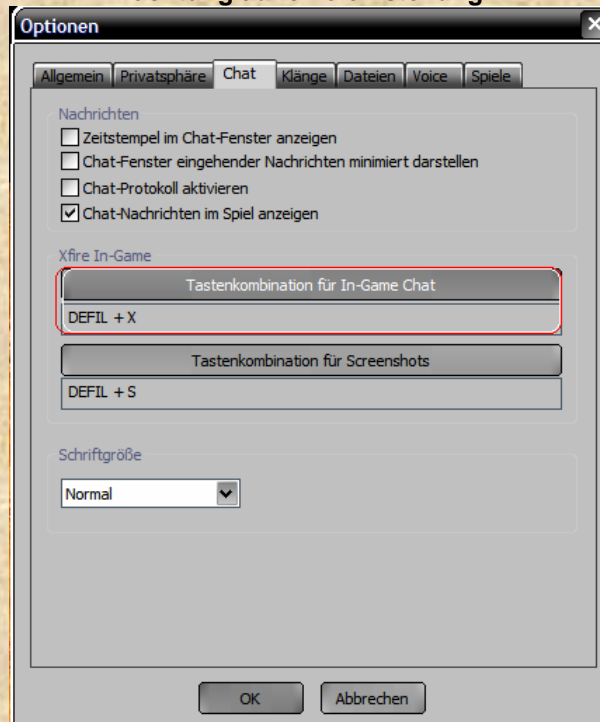 Optionen
Allgemein Privatsphäre Chat Klänge Dateien Voice Spiele
Nachrichten
Zeitstempel im Chat-Fenster anzeigen
Chat-Fenster eingehender Nachrichten minimiert darstellen
Chat-Protokoll aktivieren
Chat-Nachrichten im Spiel anzeigen
Xfire In-Game
Tastenkombination für In-Game Chat
DEFIL + X
Tastenkombination für Screenshots
DEFIL + S
Schriftgröße
Normal
OK Abbrechen